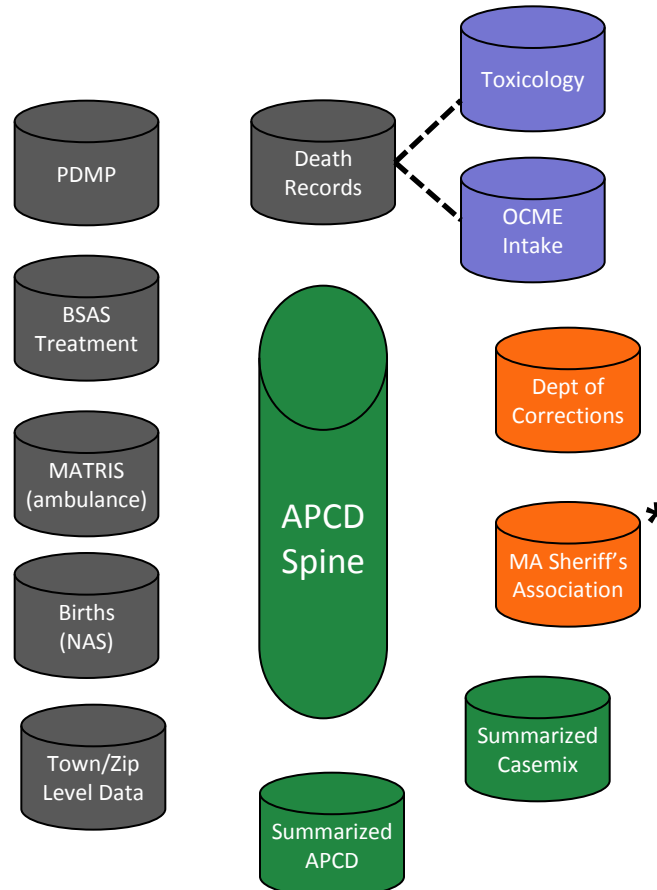 Toxicology
PDMP
Death
Records
OCME
Intake
BSAS
Treatment
Dept of
Corrections
MATRIS
(ambulance)
APCD
Spine
*
MA Sheriff’s
Association
Births
(NAS)
Town/Zip
Level Data
Summarized
Casemix
Summarized
APCD